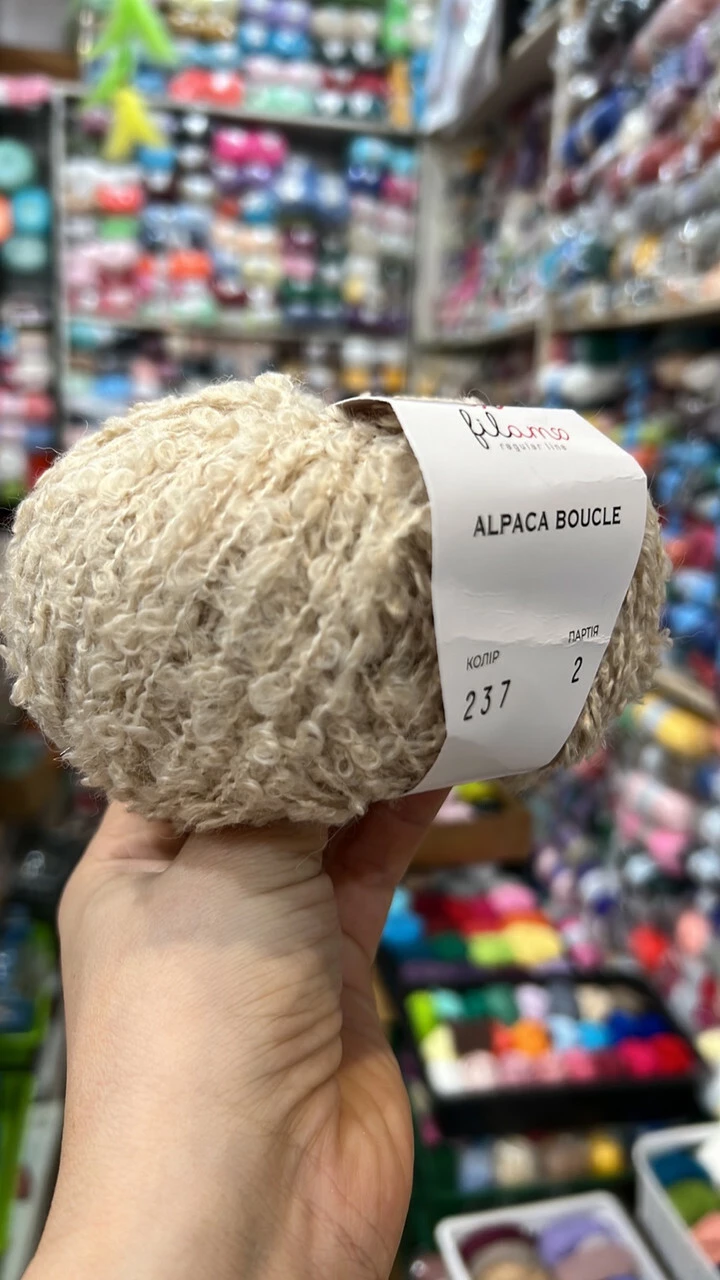 filamo
regular line
ALPACA BOUCLE
КОЛІР
237
ПАРТІЯ
2